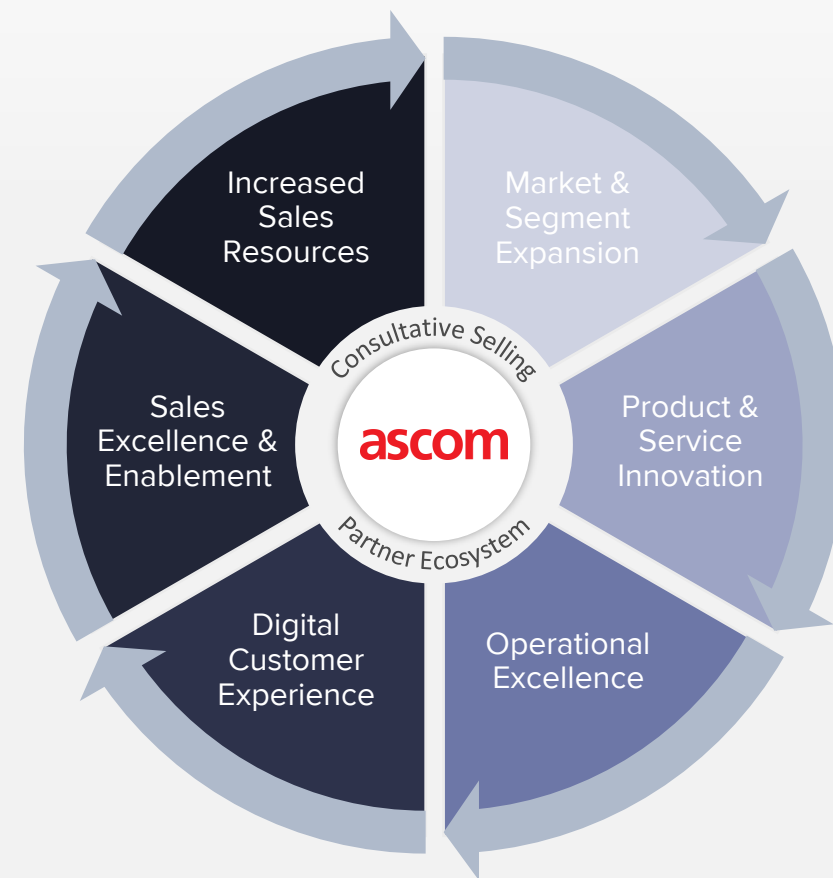 Increased
Sales
Resources
Market &
Segment
Expansion
Consultative Selling
Sales
Excellence &
Enablement
ascom
Product &
Service
Innovation
Partner Ecosystem
Digital
Customer
Experience
Operational
Excellence